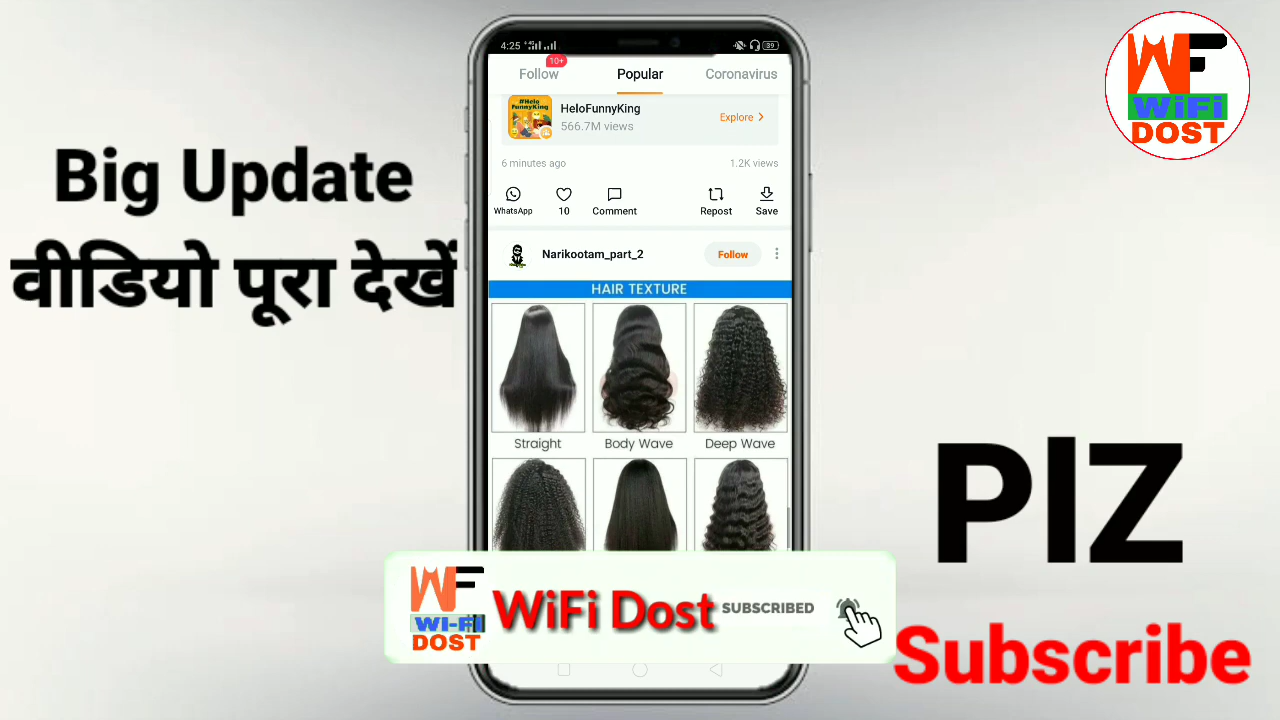 Big Update
वीडियो पूरा देखें
4:25
39
10+
Follow
Popular
Coronavirus
#Helo
FunnyKing
HeloFunnyKing
566.7M views
Explore >
6 minutes ago
1.2K views
WhatsApp
10
Comment
Repost
Save
Narikootam_part_2
Follow
HAIR TEXTURE
Straight
Body Wave
Deep Wave
WF
WiFi
DOST
PlZ
Subscribe
WF
Wi-Fi
DOST
WiFi Dost
SUBSCRIBED